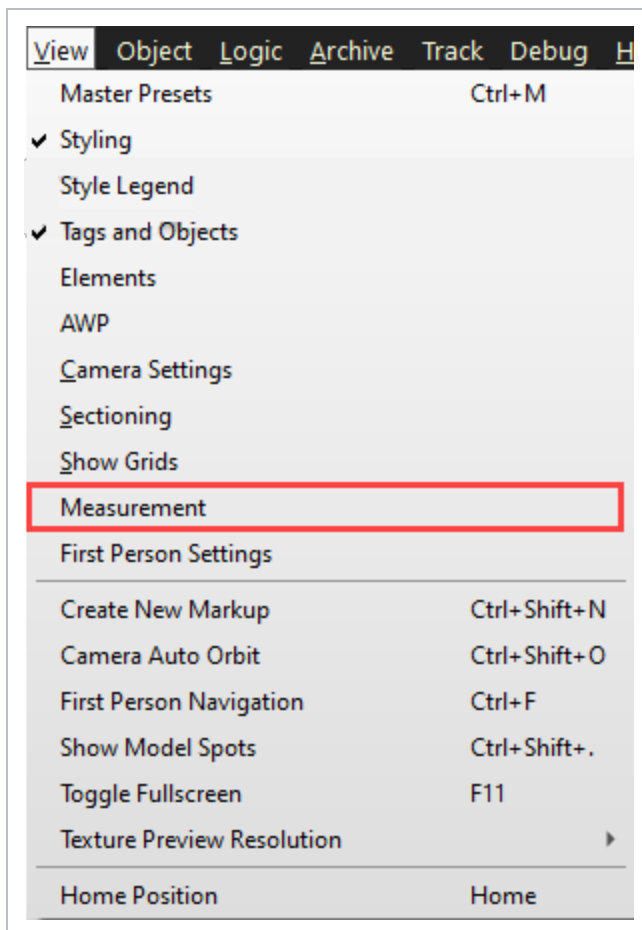 View Object Logic Archive Track Debug H
Master Presets Ctrl+M
Styling
Style Legend
Tags and Objects
Elements
AWP
Camera Settings
Sectioning
Show Grids
Measurement
First Person Settings
Create New Markup Ctrl+Shift+N
Camera Auto Orbit Ctrl+Shift+O
First Person Navigation Ctrl+F
Show Model Spots Ctrl+Shift+.
Toggle Fullscreen F11
Texture Preview Resolution
Home Position Home